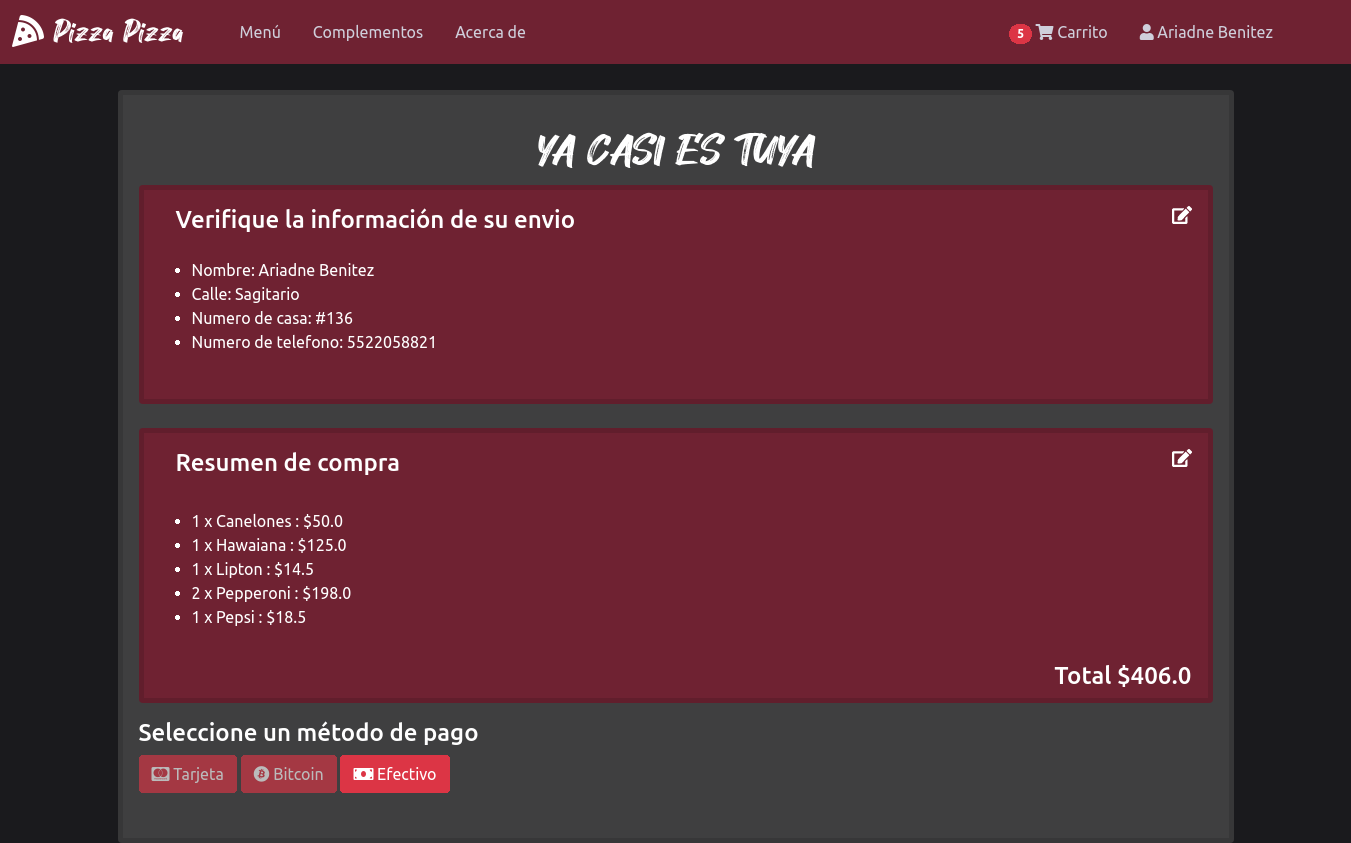 Pizza Pizza Menú Complementos Acerca de 5 Carrito Ariadne Benitez
YA CASI ES TUYA
Verifique la información de su envio
Nombre: Ariadne Benitez
Calle: Sagitario
Numero de casa: #136
Numero de telefono: 5522058821
Resumen de compra
1 x Canelones : $50.0
1 x Hawaiana : $125.0
1 x Lipton : $14.5
2 x Pepperoni : $198.0
1 x Pepsi : $18.5
Total $406.0
Seleccione un método de pago
Tarjeta Bitcoin Efectivo